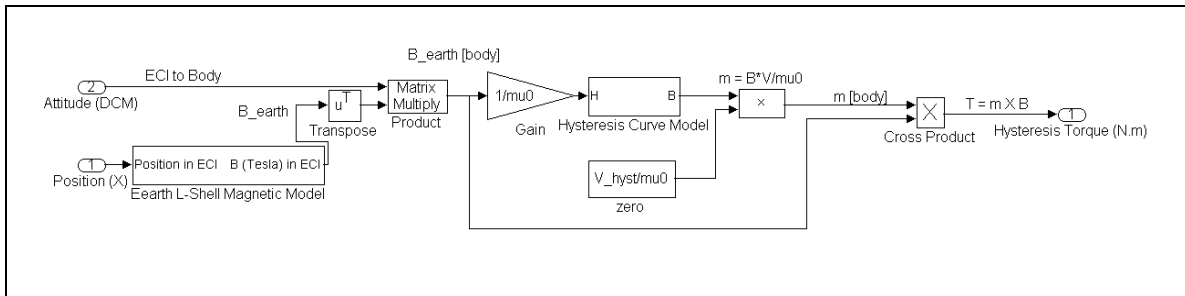 B_earth [body]
ECI to Body
2
Attitude (DCM)
B_earth
u^T
Transpose
Matrix
Multiply
Product
1/mu0
Gain
H B
Hysteresis Curve Model
m = B*V/mu0
×
m [body]
Cross Product
T = m X B
1
Hysteresis Torque (N.m)
1
Position (X)
Position in ECI B (Tesla) in ECI
Eearth L-Shell Magnetic Model
V_hyst/mu0
zero